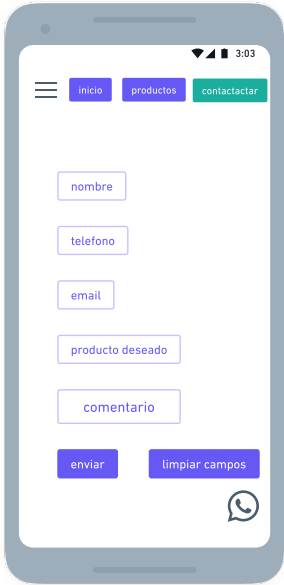 3:03
inicio productos contactactar
nombre
telefono
email
producto deseado
comentario
enviar limpiar campos